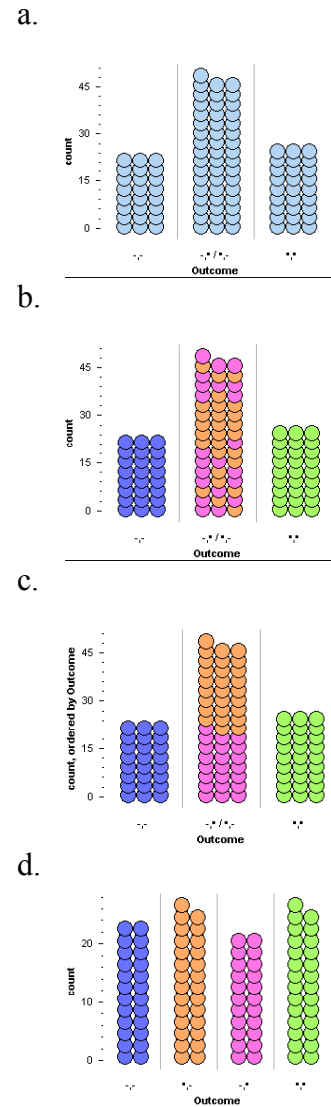 a.
45
30
15
0
count
-,- -,▪ / ▪,- ▪,▪
Outcome
b.
45
30
15
0
count
-,- -,▪ / ▪,- ▪,▪
Outcome
c.
45
30
15
0
count, ordered by Outcome
-,- -,▪ / ▪,- ▪,▪
Outcome
d.
20
10
0
count
-,- ▪,- -,▪ ▪,▪
Outcome